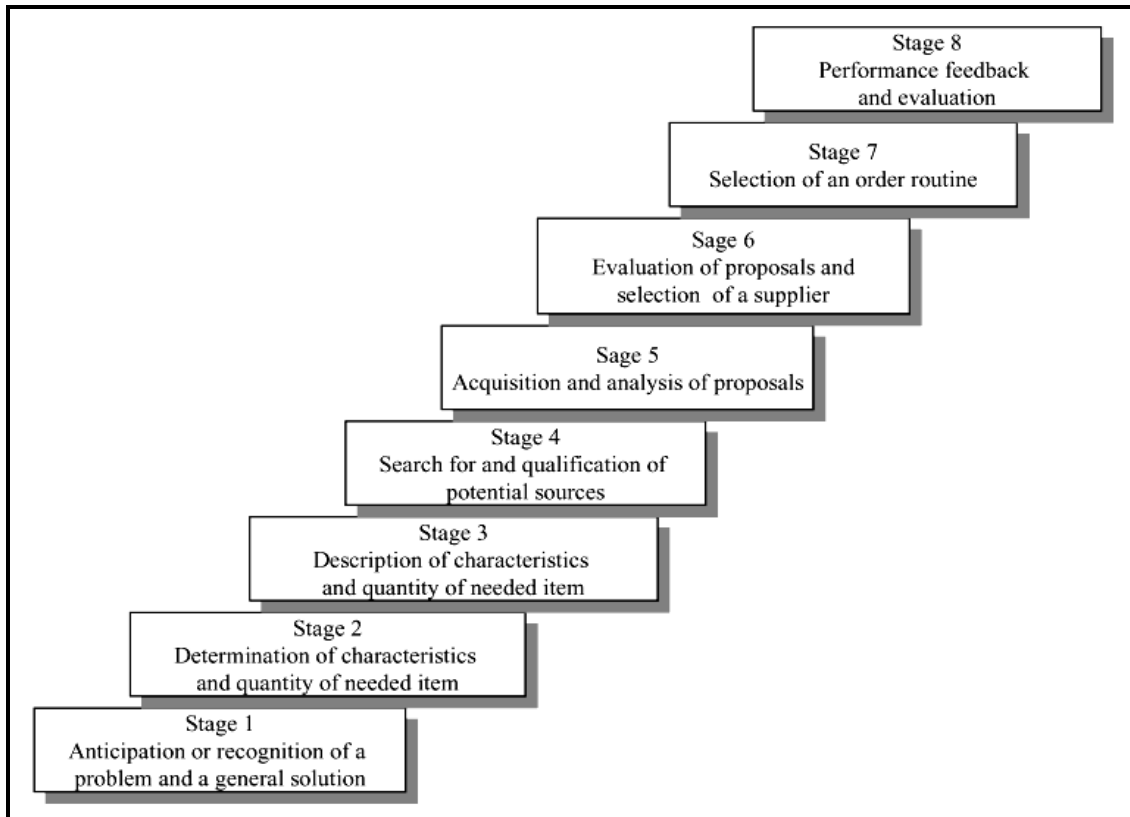 Stage 8
Performance feedback
and evaluation
Stage 7
Selection of an order routine
Sage 6
Evaluation of proposals and
selection of a supplier
Sage 5
Acquisition and analysis of proposals
Stage 4
Search for and qualification of
potential sources
Stage 3
Description of characteristics
and quantity of needed item
Stage 2
Determination of characteristics
and quantity of needed item
Stage 1
Anticipation or recognition of a
problem and a general solution